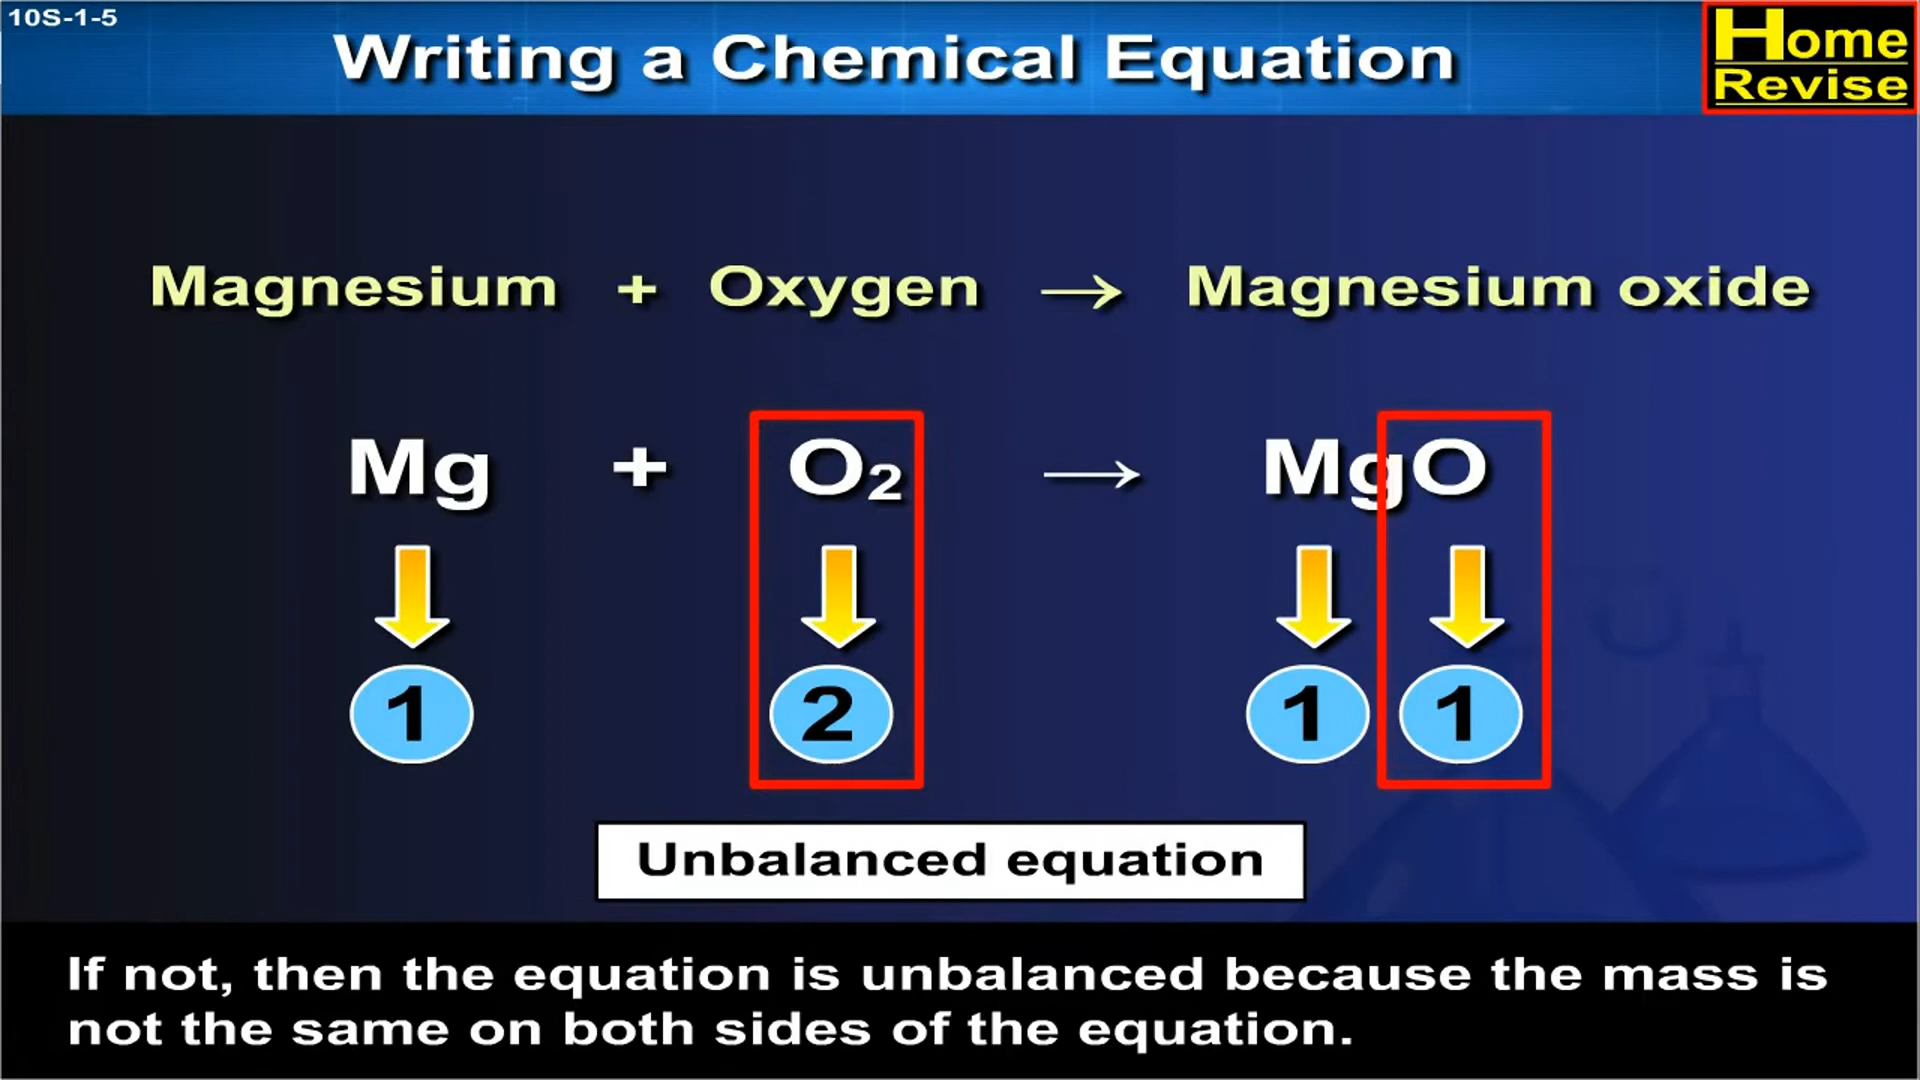 10S-1-5
Writing a Chemical Equation
Home
Revise
Magnesium + Oxygen → Magnesium oxide
Mg + O₂ → MgO
1 2 1 1
Unbalanced equation
If not, then the equation is unbalanced because the mass is
not the same on both sides of the equation.